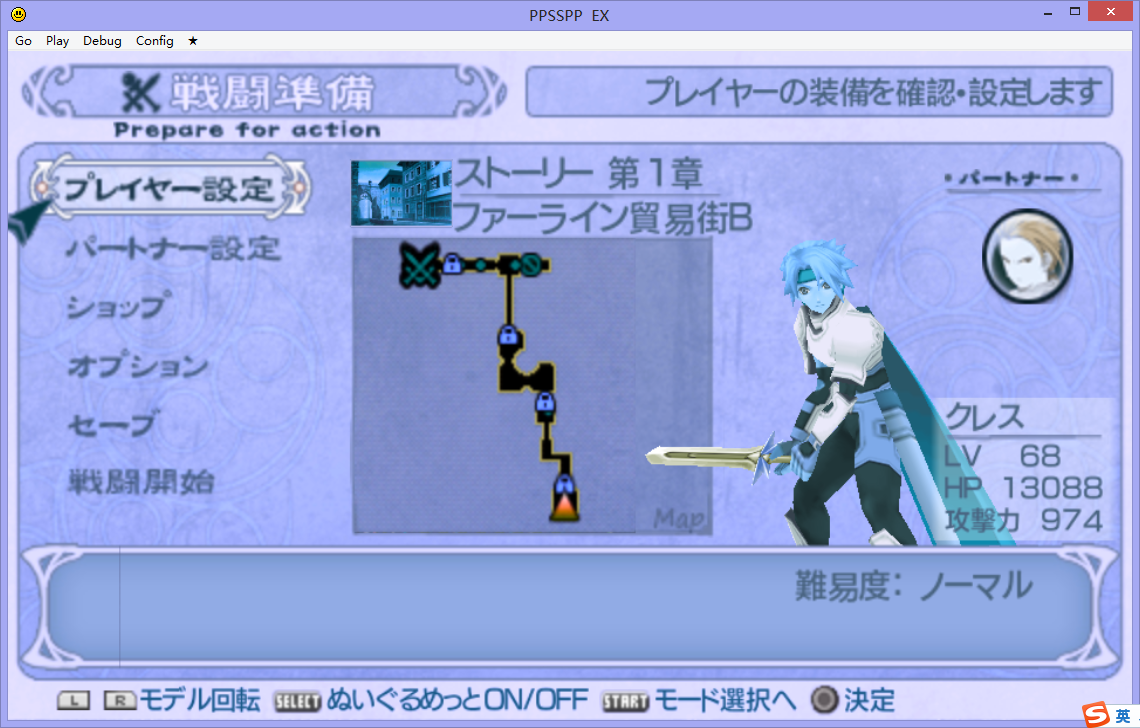 PPSSPP EX
Go Play Debug Config ★
戦闘準備
Prepare for action
プレイヤーの装備を確認・設定します
プレイヤー設定
パートナー設定
ショップ
オプション
セーブ
戦闘開始
ストーリー 第1章
ファーライン貿易街B
Map
・パートナー・
クレス
LV 68
HP 13088
攻撃力 974
難易度：ノーマル
L R モデル回転 SELECT ぬいぐるめっとON/OFF START モード選択へ 決定
S 英